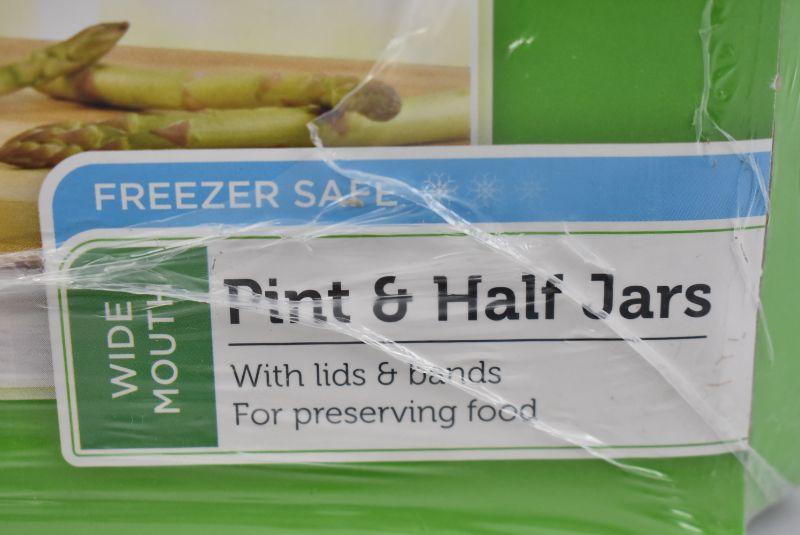 FREEZER SAFE
WIDE
MOUTH
Pint & Half Jars
With lids & bands
For preserving food